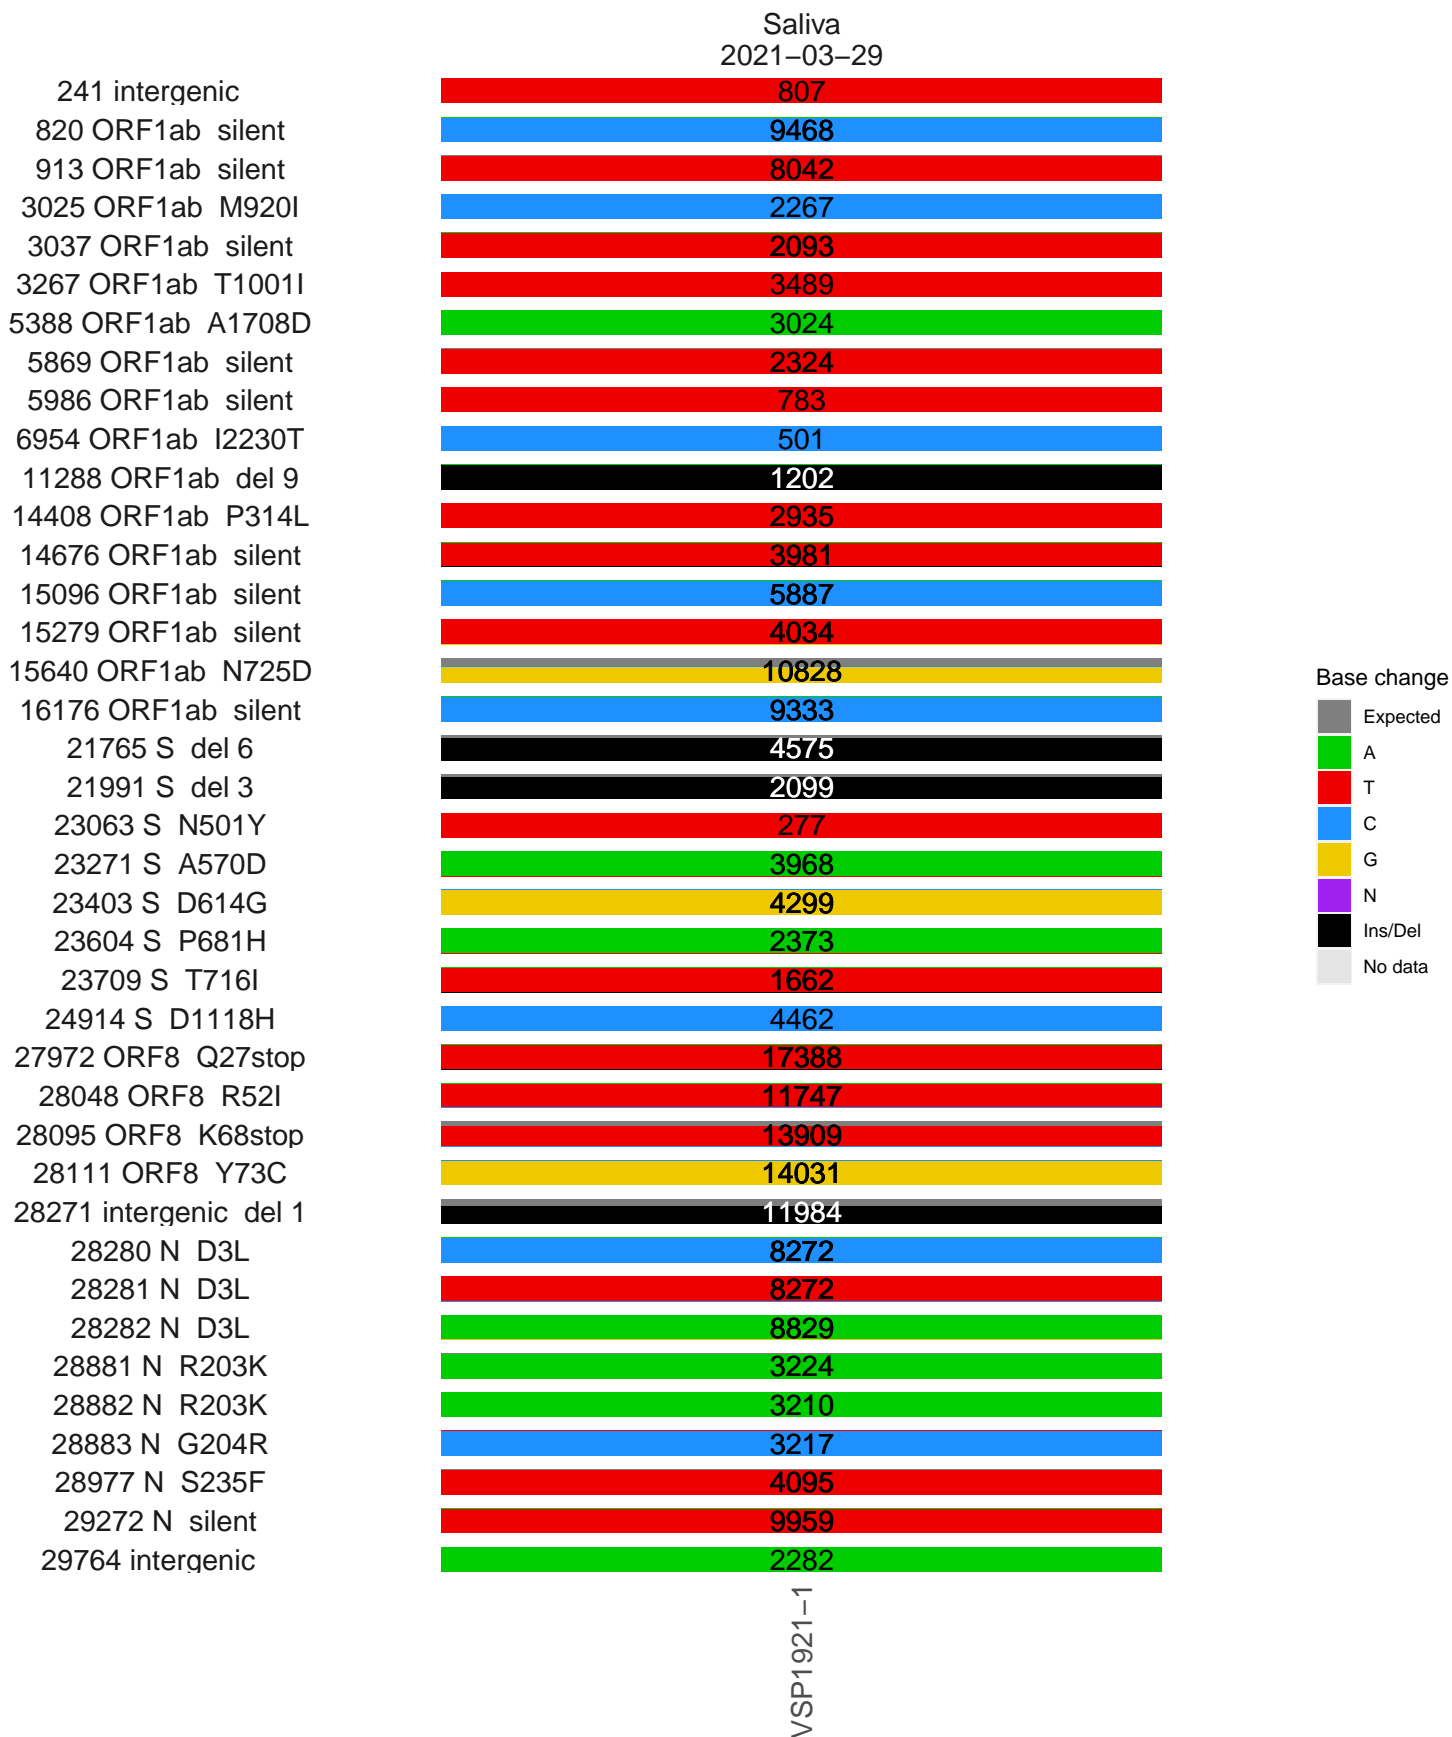 Saliva
2021−03−29
241 intergenic 807
820 ORF1ab silent 9468
913 ORF1ab silent 8042
3025 ORF1ab M920I 2267
3037 ORF1ab silent 2093
3267 ORF1ab T1001I 3489
5388 ORF1ab A1708D 3024
5869 ORF1ab silent 2324
5986 ORF1ab silent 783
6954 ORF1ab I2230T 501
11288 ORF1ab del 9 1202
14408 ORF1ab P314L 2935
14676 ORF1ab silent 3981
15096 ORF1ab silent 5887
15279 ORF1ab silent 4034
15640 ORF1ab N725D 10828
16176 ORF1ab silent 9333
21765 S del 6 4575
21991 S del 3 2099
23063 S N501Y 277
23271 S A570D 3968
23403 S D614G 4299
23604 S P681H 2373
23709 S T716I 1662
24914 S D1118H 4462
27972 ORF8 Q27stop 17388
28048 ORF8 R52I 11747
28095 ORF8 K68stop 13909
28111 ORF8 Y73C 14031
28271 intergenic del 1 11984
28280 N D3L 8272
28281 N D3L 8272
28282 N D3L 8829
28881 N R203K 3224
28882 N R203K 3210
28883 N G204R 3217
28977 N S235F 4095
29272 N silent 9959
29764 intergenic 2282
VSP1921−1
Base change
Expected
A
T
C
G
N
Ins/Del
No data